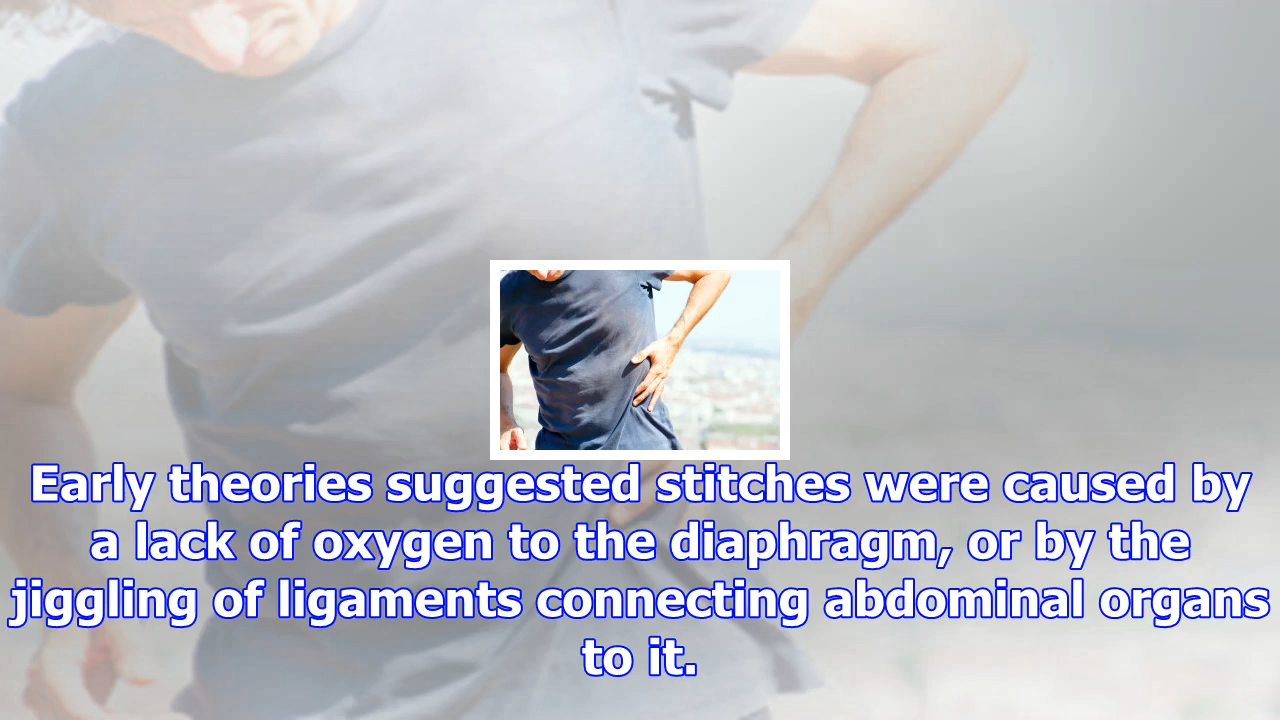 Early theories suggested stitches were caused by
a lack of oxygen to the diaphragm, or by the
jiggling of ligaments connecting abdominal organs
to it.